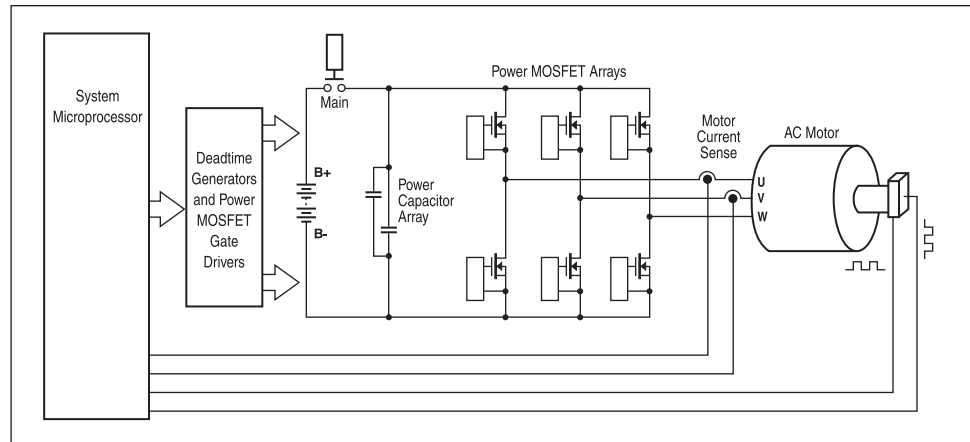 System
Microprocessor
Deadtime
Generators
and Power
MOSFET
Gate
Drivers
Main
B+
B-
Power
Capacitor
Array
Power MOSFET Arrays
Motor
Current
Sense
AC Motor
U
V
W